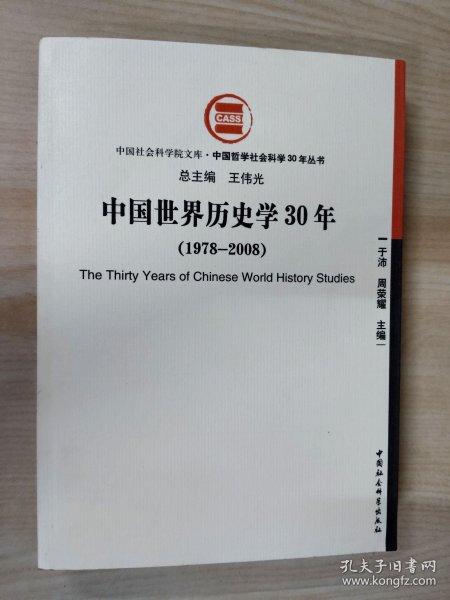 CASS
中国社会科学院文库·中国哲学社会科学30年丛书
总主编 王伟光
中国世界历史学30年
(1978-2008)
The Thirty Years of Chinese World History Studies
于沛 周荣耀 主编
中国社会科学出版社
孔夫子旧书网
www.kongfz.com